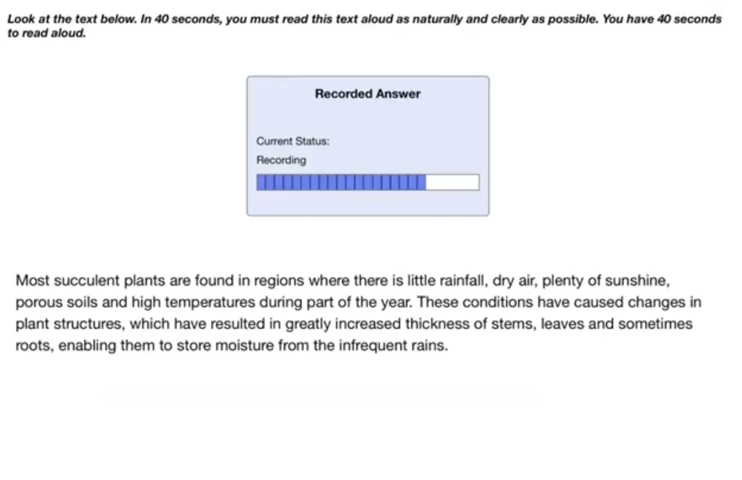 Look at the text below. In 40 seconds, you must read this text aloud as naturally and clearly as possible. You have 40 seconds
to read aloud.
Recorded Answer
Current Status:
Recording
Most succulent plants are found in regions where there is little rainfall, dry air, plenty of sunshine,
porous soils and high temperatures during part of the year. These conditions have caused changes in
plant structures, which have resulted in greatly increased thickness of stems, leaves and sometimes
roots, enabling them to store moisture from the infrequent rains.